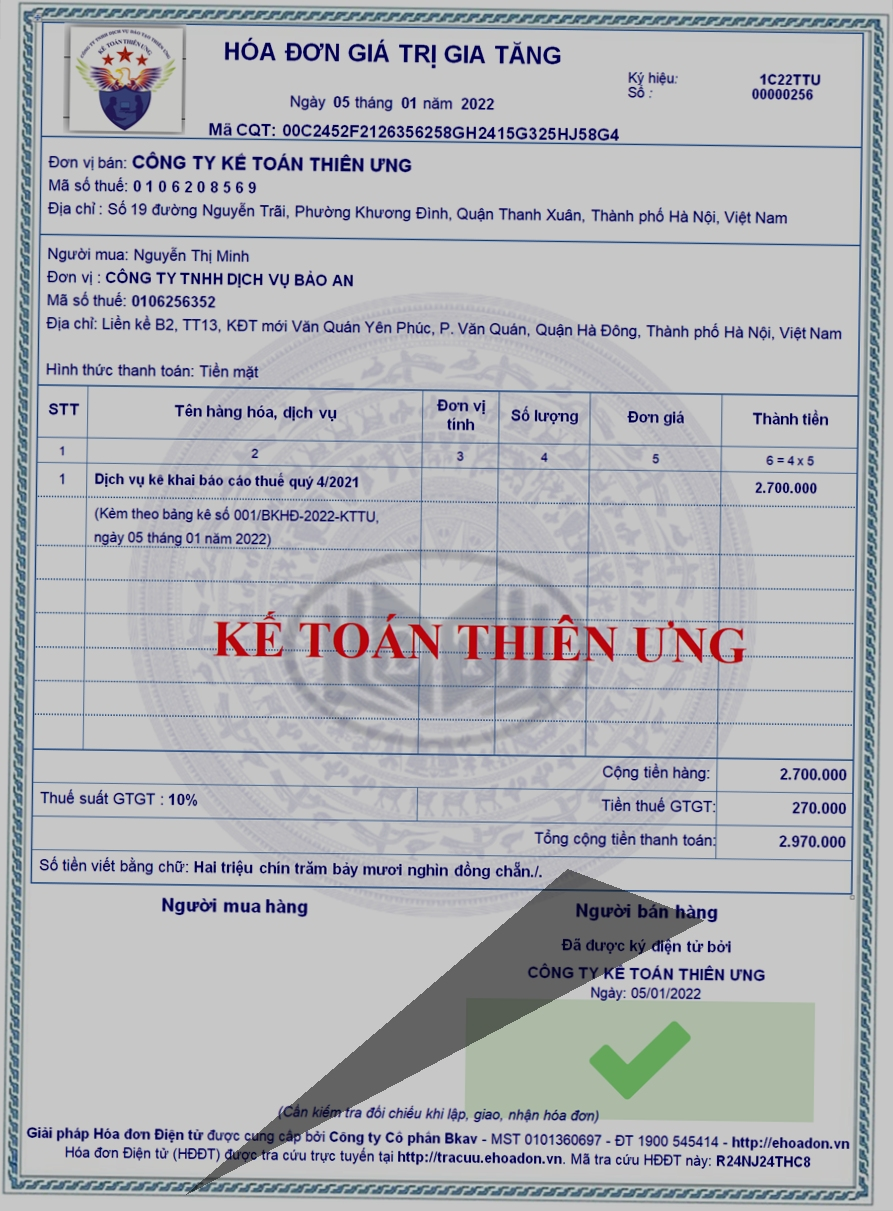 CÔNG TY TNHH DỊCH VỤ ĐÀO TẠO THIÊN ƯNG
KẾ TOÁN THIÊN ƯNG
HÓA ĐƠN GIÁ TRỊ GIA TĂNG
Ký hiệu: 1C22TTU
Số : 00000256
Ngày 05 tháng 01 năm 2022
Mã CQT: 00C2452F2126356258GH2415G325HJ58G4
Đơn vị bán: CÔNG TY KẾ TOÁN THIÊN ƯNG
Mã số thuế: 0 1 0 6 2 0 8 5 6 9
Địa chỉ : Số 19 đường Nguyễn Trãi, Phường Khương Đình, Quận Thanh Xuân, Thành phố Hà Nội, Việt Nam
Người mua: Nguyễn Thị Minh
Đơn vị : CÔNG TY TNHH DỊCH VỤ BẢO AN
Mã số thuế: 0106256352
Địa chỉ: Liền kề B2, TT13, KĐT mới Văn Quán Yên Phúc, P. Văn Quán, Quận Hà Đông, Thành phố Hà Nội, Việt Nam
Hình thức thanh toán: Tiền mặt
STT Tên hàng hóa, dịch vụ Đơn vị tính Số lượng Đơn giá Thành tiền
1 2 3 4 5 6 = 4 x 5
1 Dịch vụ kê khai báo cáo thuế quý 4/2021 2.700.000
(Kèm theo bảng kê số 001/BKHĐ-2022-KTTU,
ngày 05 tháng 01 năm 2022)
KẾ TOÁN THIÊN ƯNG
Cộng tiền hàng: 2.700.000
Thuế suất GTGT : 10% Tiền thuế GTGT: 270.000
Tổng cộng tiền thanh toán: 2.970.000
Số tiền viết bằng chữ: Hai triệu chín trăm bảy mươi nghìn đồng chẵn./.
Người mua hàng Người bán hàng
Đã được ký điện tử bởi
CÔNG TY KẾ TOÁN THIÊN ƯNG
Ngày: 05/01/2022
(Cần kiểm tra đối chiếu khi lập, giao, nhận hóa đơn)
Giải pháp Hóa đơn Điện tử được cung cấp bởi Công ty Cổ phần Bkav - MST 0101360697 - ĐT 1900 545414 - http://ehoadon.vn
Hóa đơn Điện tử (HĐĐT) được tra cứu trực tuyến tại http://tracuu.ehoadon.vn. Mã tra cứu HĐĐT này: R24NJ24THC8